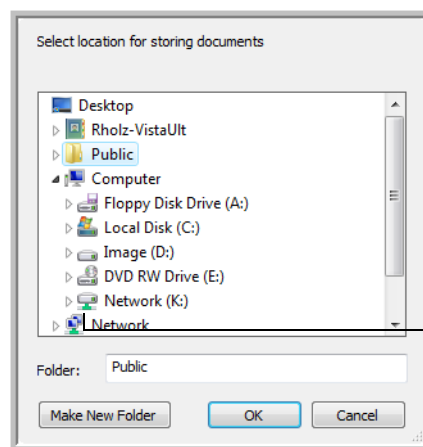 Select location for storing documents
Desktop
Rholz-VistaUlt
Public
Computer
Floppy Disk Drive (A:)
Local Disk (C:)
Image (D:)
DVD RW Drive (E:)
Network (K:)
Network
Folder: Public
Make New Folder OK Cancel